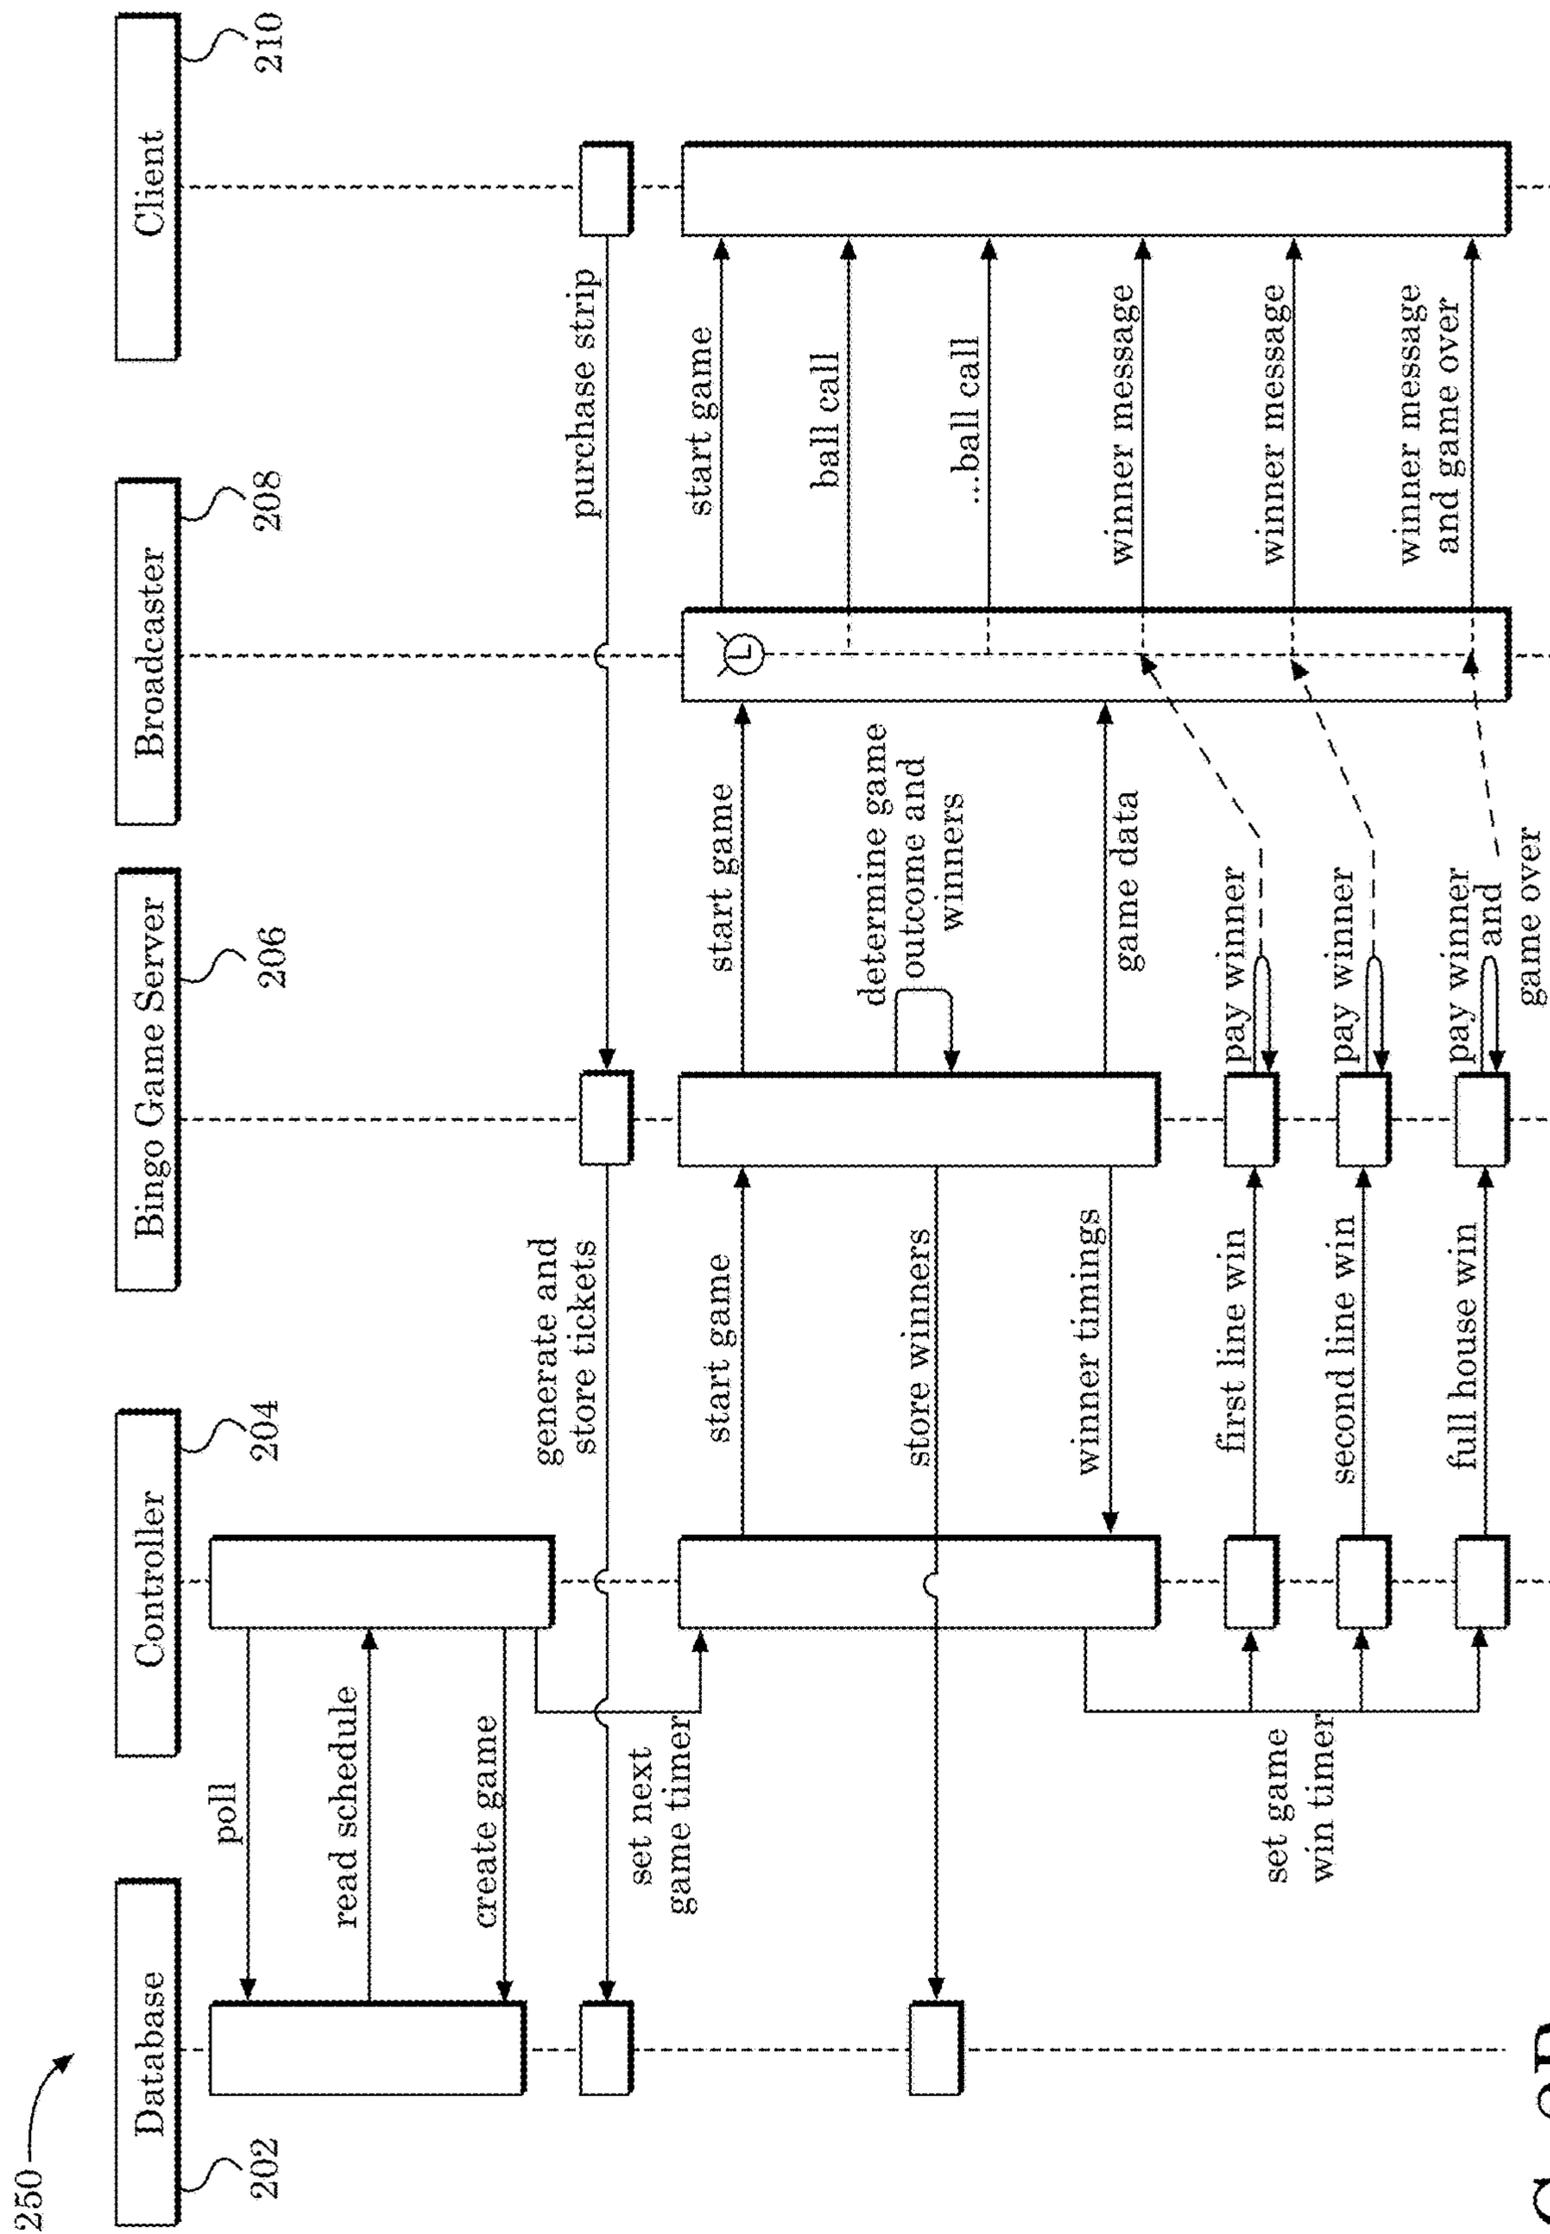 250
Database
202
Controller
204
Bingo Game Server
206
Broadcaster
208
Client
210
poll
read schedule
create game
purchase strip
generate and
store tickets
set next
game timer
start game
start game
start game
ball call
determine game
outcome and
winners
store winners
...ball call
game data
winner timings
winner message
set game
win timer
first line win
pay winner
winner message
second line win
pay winner
winner message
and game over
full house win
pay winner
and
game over